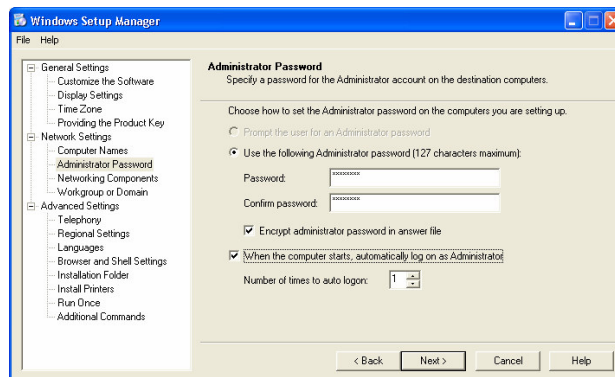 Windows Setup Manager
File Help
General Settings
Customize the Software
Display Settings
Time Zone
Providing the Product Key
Network Settings
Computer Names
Administrator Password
Networking Components
Workgroup or Domain
Advanced Settings
Telephony
Regional Settings
Languages
Browser and Shell Settings
Installation Folder
Install Printers
Run Once
Additional Commands
Administrator Password
Specify a password for the Administrator account on the destination computers.
Choose how to set the Administrator password on the computers you are setting up.
Prompt the user for an Administrator password
Use the following Administrator password (127 characters maximum):
Password: xxxxxxxx
Confirm password: xxxxxxxx
Encrypt administrator password in answer file
When the computer starts, automatically log on as Administrator
Number of times to auto logon: 1
< Back Next > Cancel Help